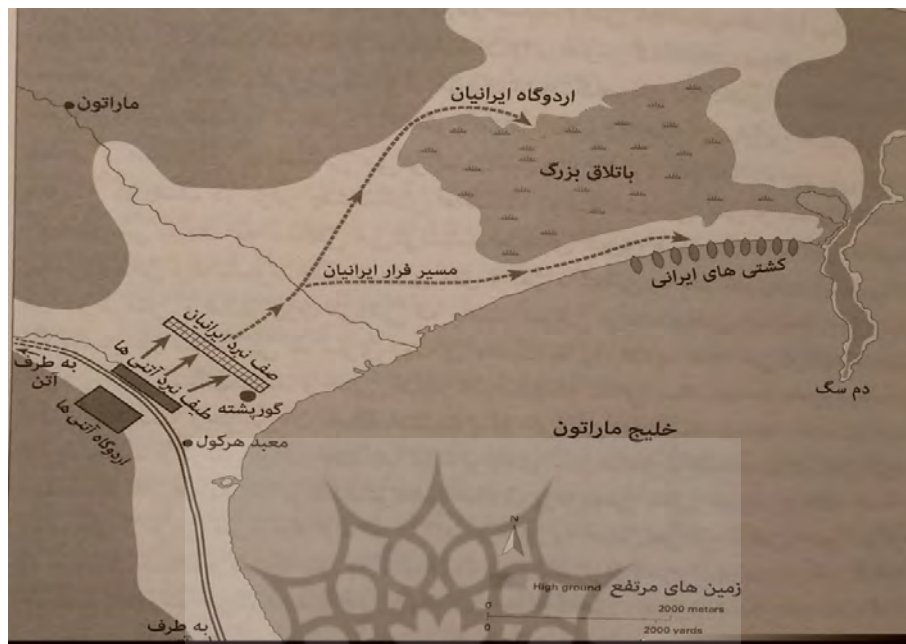 ماراتون
اردوگاه ایرانیان
باتلاق بزرگ
مسیر فرار ایرانیان
کشتی های ایرانی
صف نبرد ایرانیان
به طرف
آتن
طیف نبرد آتنی ها
گورپشته
اردوگاه آتنی ها
معبد هرکول
دم سگ
خلیج ماراتون
N
زمین های مرتفع High ground
0 2000 meters
0 2000 yards
به طرف